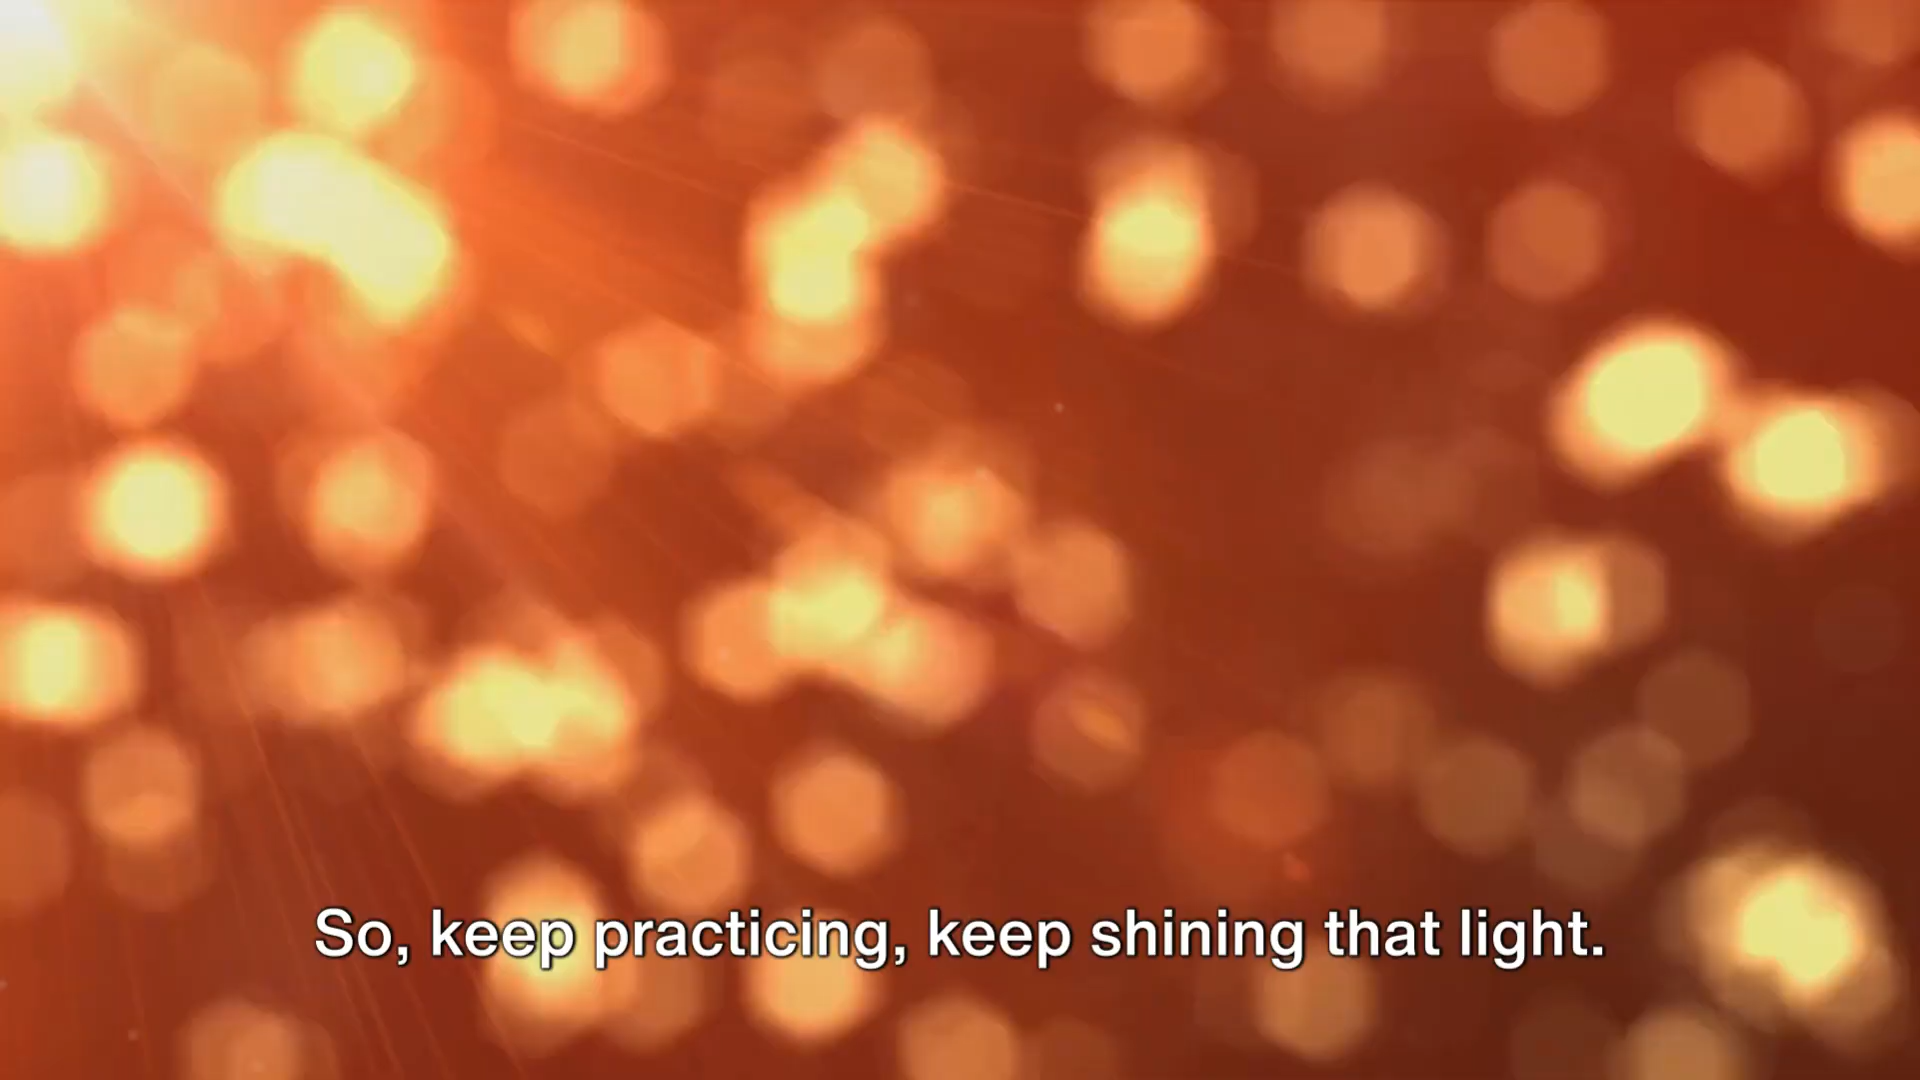 So, keep practicing, keep shining that light.